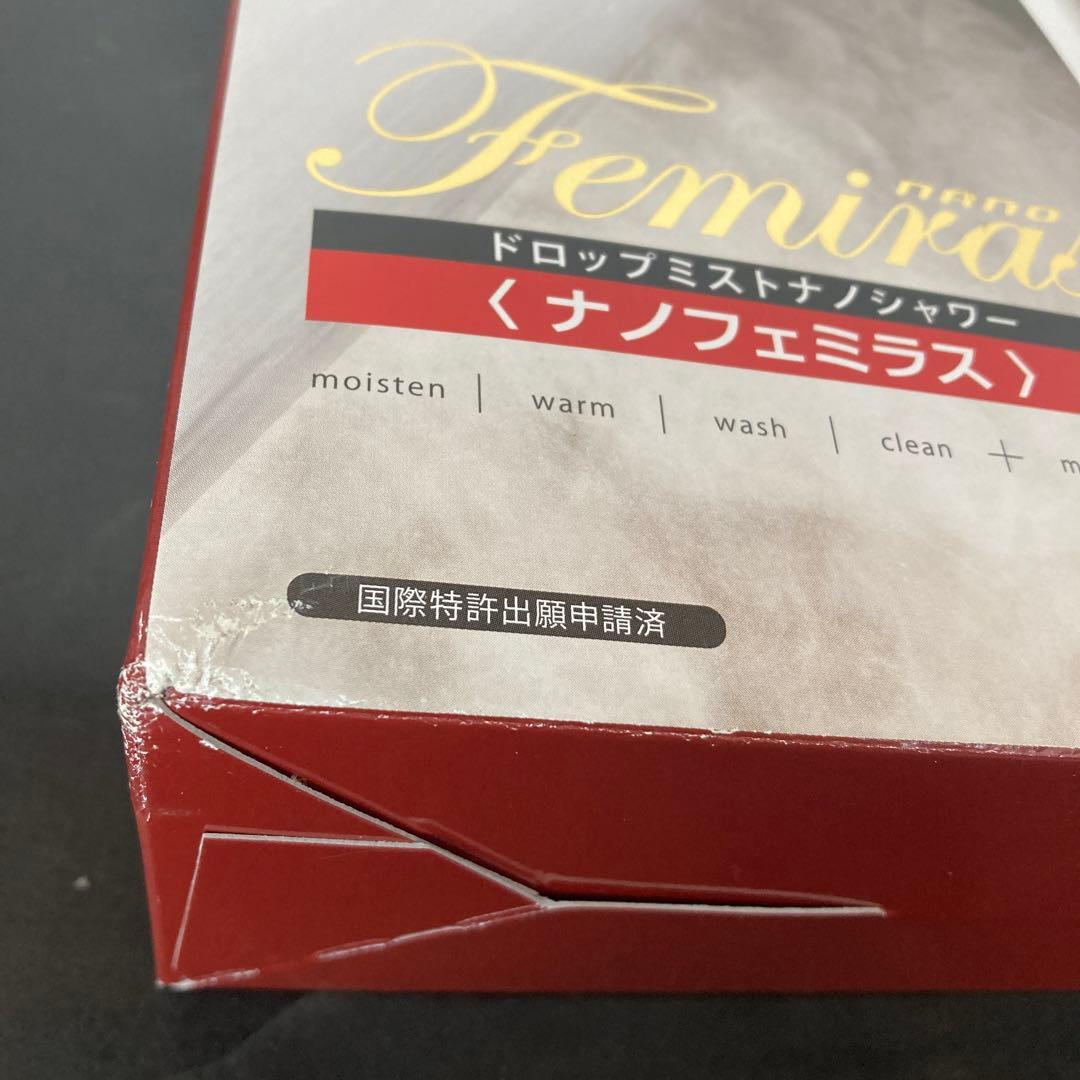 nano
Femiras
ドロップミストナノシャワー
〈ナノフェミラス〉
moisten | warm | wash | clean +
国際特許出願申請済